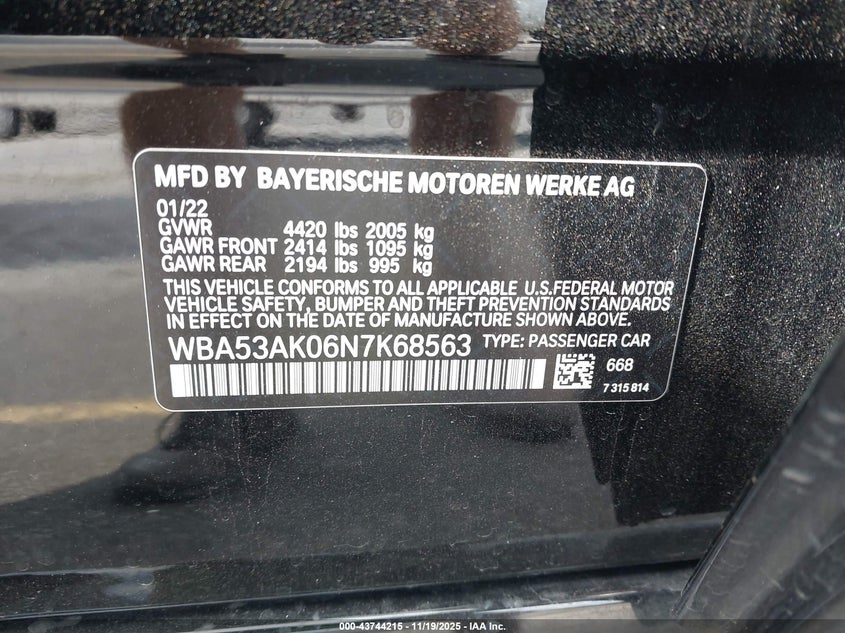 MFD BY BAYERISCHE MOTOREN WERKE AG
01/22
GVWR 4420 lbs 2005 kg
GAWR FRONT 2414 lbs 1095 kg
GAWR REAR 2194 lbs 995 kg
THIS VEHICLE CONFORMS TO ALL APPLICABLE U.S.FEDERAL MOTOR
VEHICLE SAFETY, BUMPER AND THEFT PREVENTION STANDARDS
IN EFFECT ON THE DATE OF MANUFACTURE SHOWN ABOVE.
WBA53AK06N7K68563 TYPE: PASSENGER CAR
668
7 315 814
000-43744215 - 11/19/2025 - IAA Inc.